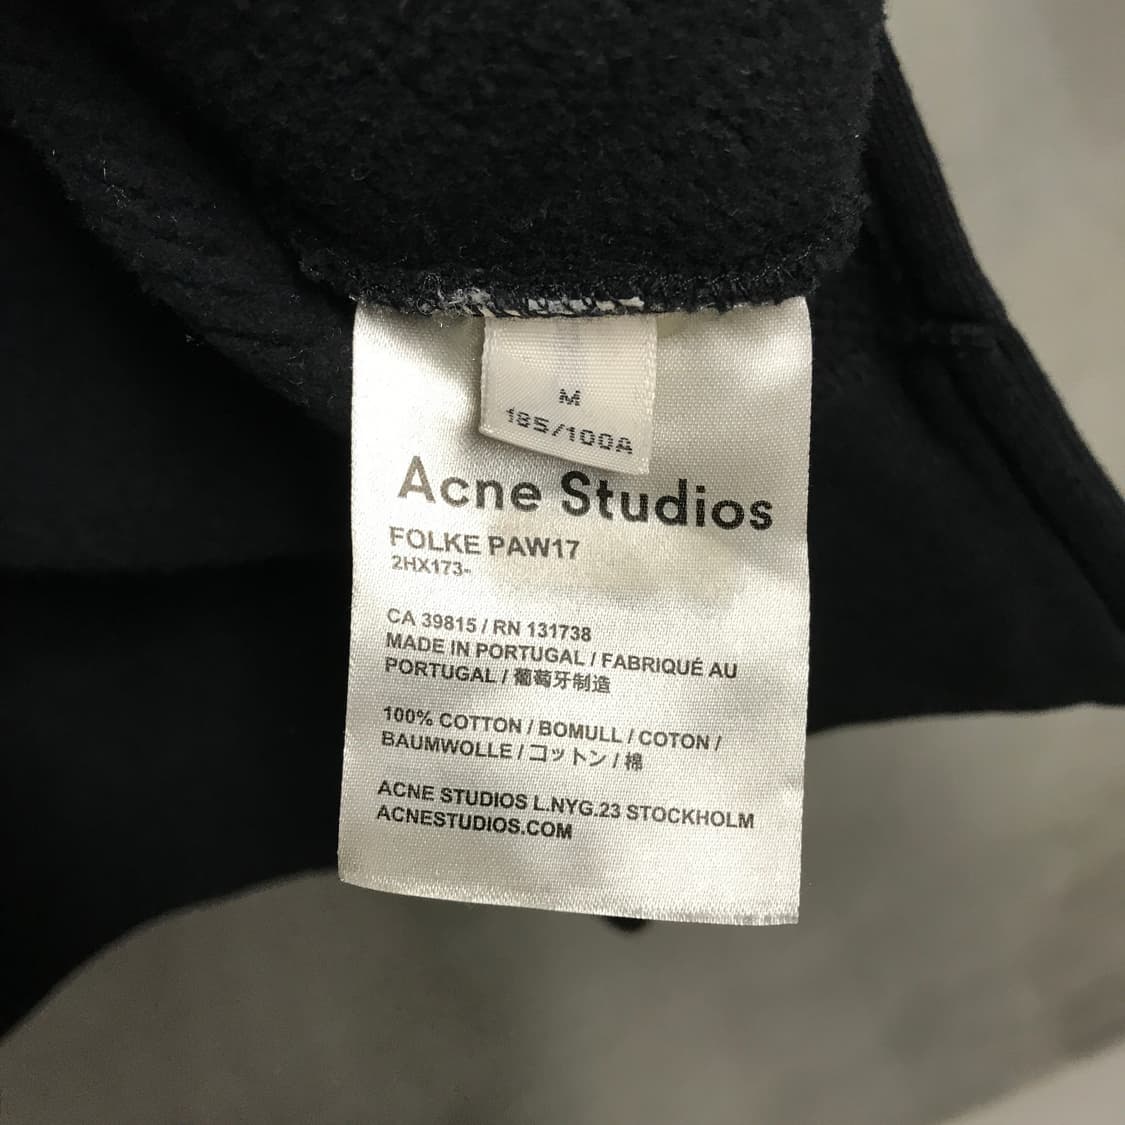 M
185/100A
Acne Studios
FOLKE PAW17
2HX173-
CA 39815 / RN 131738
MADE IN PORTUGAL / FABRIQUÉ AU
PORTUGAL / 葡萄牙制造
100% COTTON / BOMULL / COTON /
BAUMWOLLE / コットン / 棉
ACNE STUDIOS L.NYG.23 STOCKHOLM
ACNESTUDIOS.COM